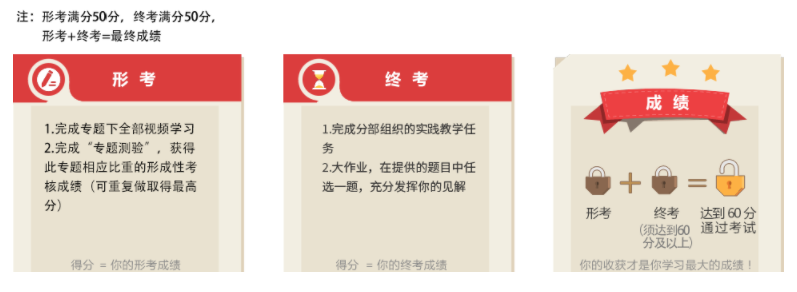 注：形考满分50分，终考满分50分，
形考+终考=最终成绩
形考
1.完成专题下全部视频学习
2.完成“专题测验”，获得
此专题相应比重的形成性考
核成绩（可重复做取得最高
分）
得分 = 你的形考成绩
终考
1.完成分部组织的实践教学任
务
2.大作业，在提供的题目中任
选一题，充分发挥你的见解
得分 = 你的终考成绩
成绩
+
=
形考
终考
（须达到60
分及以上）
达到 60 分
通过考试
你的收获才是你学习最大的成绩！